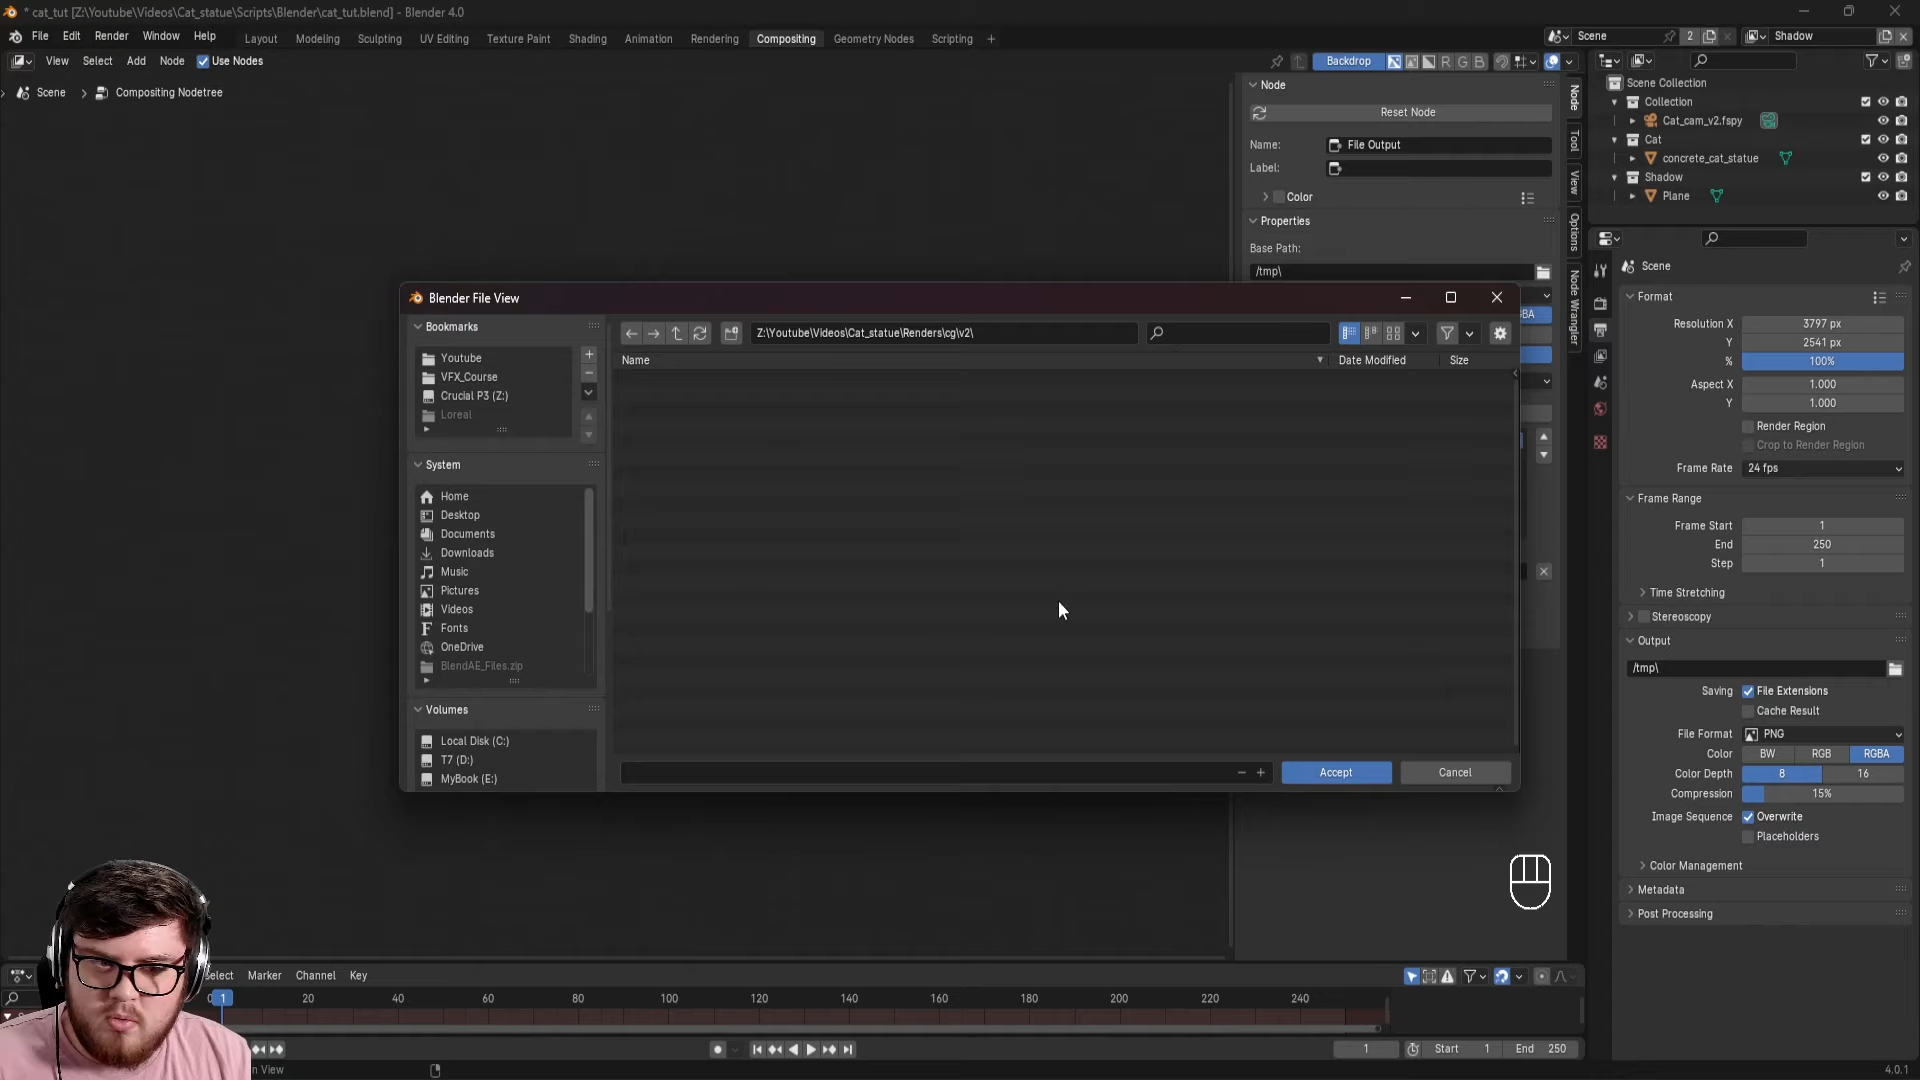 * cat_tut [Z:\Youtube\Videos\Cat_statue\Scripts\Blender\cat_tut.blend] - Blender 4.0
File Edit Render Window Help
Layout Modeling Sculpting UV Editing Texture Paint Shading Animation Rendering Compositing Geometry Nodes Scripting +
Scene 2 Shadow
View Select Add Node Use Nodes
Backdrop R G B
Scene > Compositing Nodetree
Node
Reset Node
Name: File Output
Label:
Color
Properties
Base Path:
/tmp\
Node
Tool
View
Options
Node Wrangler
Scene Collection
Collection
Cat_cam_v2.fspy
Cat
concrete_cat_statue
Shadow
Plane
Blender File View
Bookmarks
Youtube
VFX_Course
Crucial P3 (Z:)
Loreal
System
Home
Desktop
Documents
Downloads
Music
Pictures
Videos
Fonts
OneDrive
BlendAE_Files.zip
Volumes
Local Disk (C:)
T7 (D:)
MyBook (E:)
Z:\Youtube\Videos\Cat_statue\Renders\cg\v2\
Name Date Modified Size
Accept Cancel
Scene
Format
Resolution X 3797 px
Y 2541 px
% 100%
Aspect X 1.000
Y 1.000
Render Region
Crop to Render Region
Frame Rate 24 fps
Frame Range
Frame Start 1
End 250
Step 1
Time Stretching
Stereoscopy
Output
/tmp\
Saving File Extensions
Cache Result
File Format PNG
Color BW RGB RGBA
Color Depth 8 16
Compression 15%
Image Sequence Overwrite
Placeholders
Color Management
Metadata
Post Processing
Marker Channel Key
1 20 40 60 80 100 120 140 160 180 200 220 240
1 Start 1 End 250
View
4.0.1